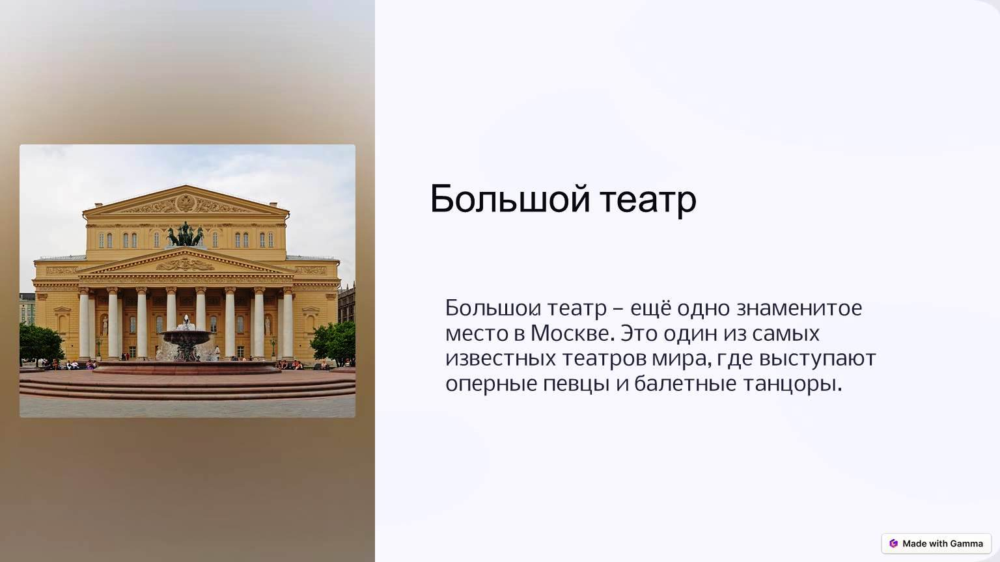 Большой театр
Большой театр – ещё одно знаменитое
место в Москве. Это один из самых
известных театров мира, где выступают
оперные певцы и балетные танцоры.
Made with Gamma